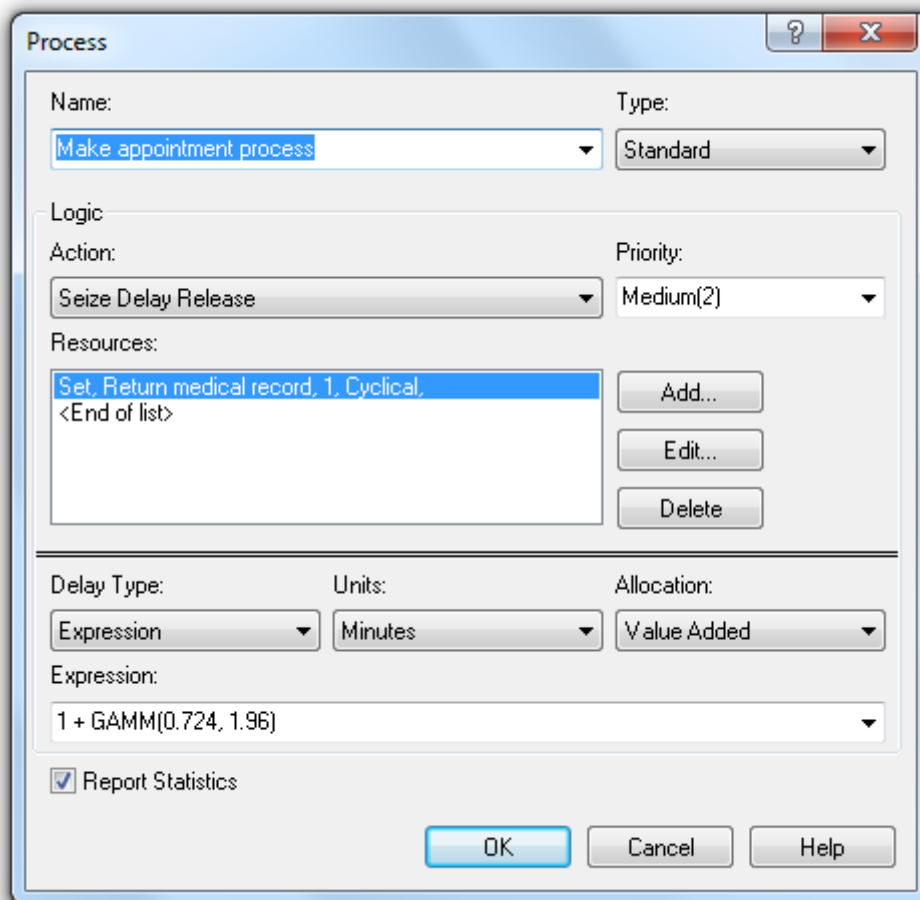 Process
?
X
Name:
Type:
Make appointment process
Standard
Logic
Action:
Priority:
Seize Delay Release
Medium(2)
Resources:
Set, Return medical record, 1, Cyclical,
<End of list>
Add...
Edit...
Delete
Delay Type:
Units:
Allocation:
Expression
Minutes
Value Added
Expression:
1 + GAMM(0.724, 1.96)
Report Statistics
OK
Cancel
Help